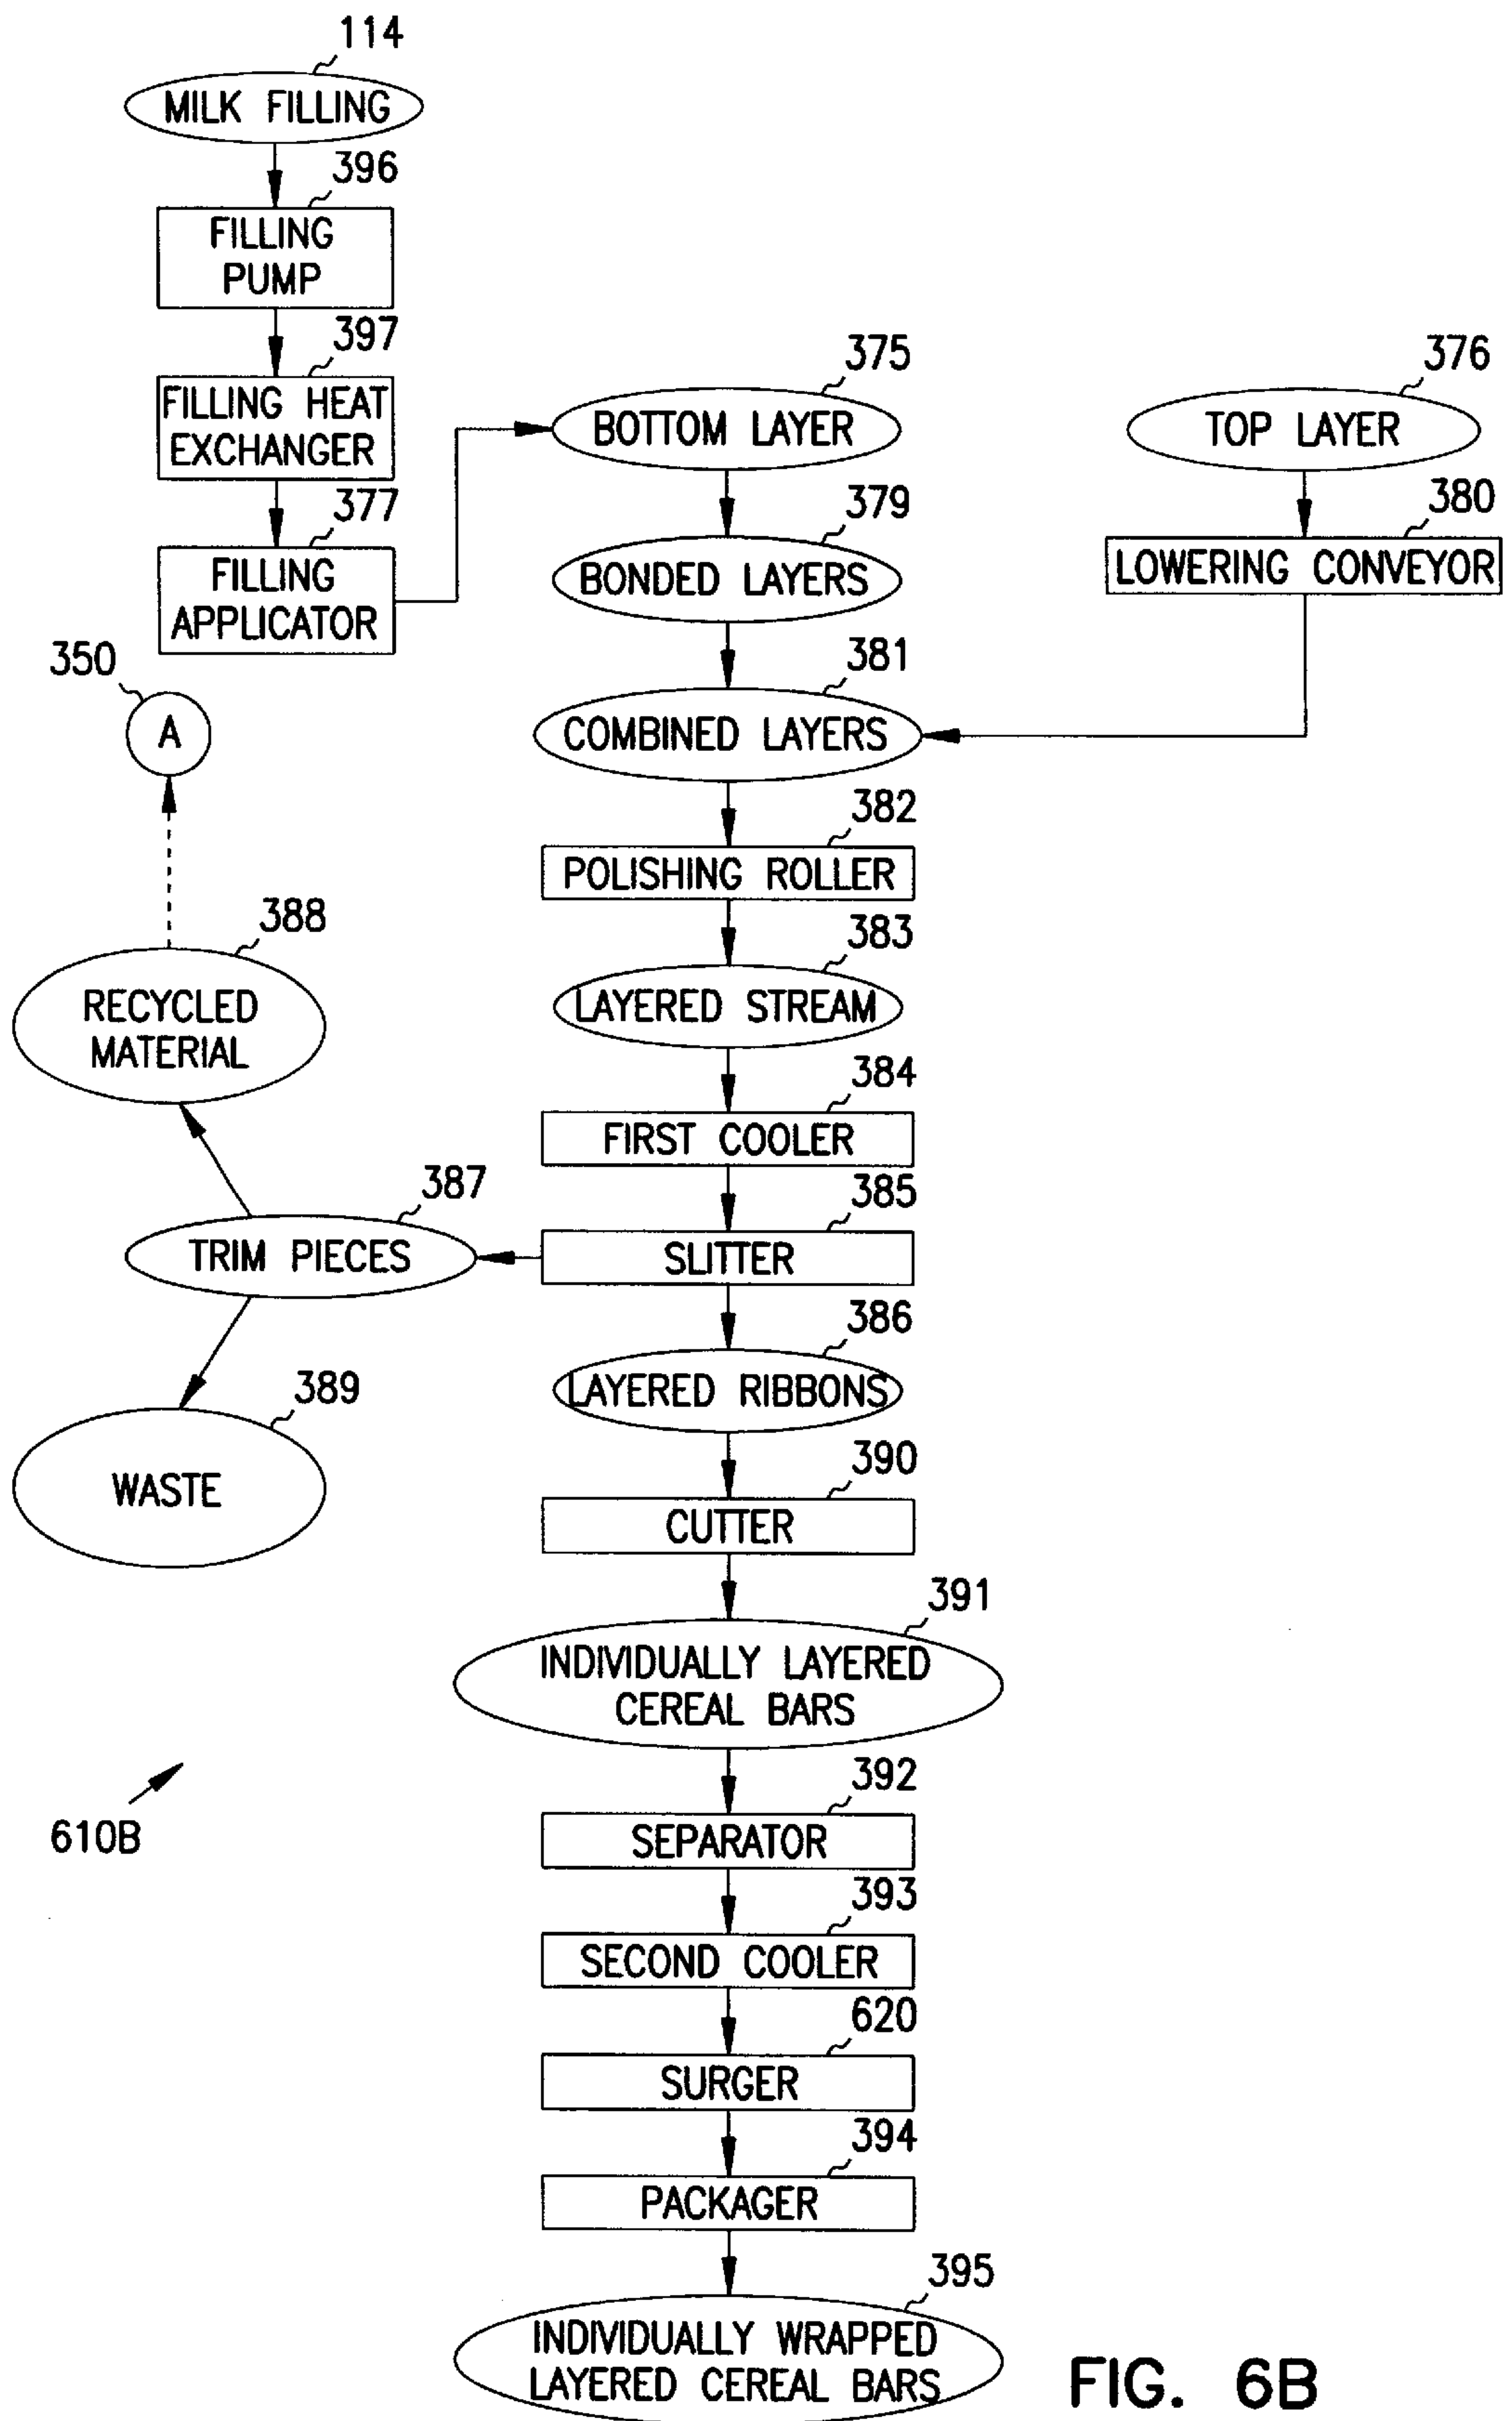 114
MILK FILLING
396
FILLING
PUMP
397
FILLING HEAT
EXCHANGER
377
FILLING
APPLICATOR
375
BOTTOM LAYER
376
TOP LAYER
379
BONDED LAYERS
380
LOWERING CONVEYOR
350
A
381
COMBINED LAYERS
382
POLISHING ROLLER
383
LAYERED STREAM
388
RECYCLED
MATERIAL
384
FIRST COOLER
387
TRIM PIECES
385
SLITTER
386
LAYERED RIBBONS
389
WASTE
390
CUTTER
391
INDIVIDUALLY LAYERED
CEREAL BARS
610B
392
SEPARATOR
393
SECOND COOLER
620
SURGER
394
PACKAGER
395
INDIVIDUALLY WRAPPED
LAYERED CEREAL BARS
FIG. 6B